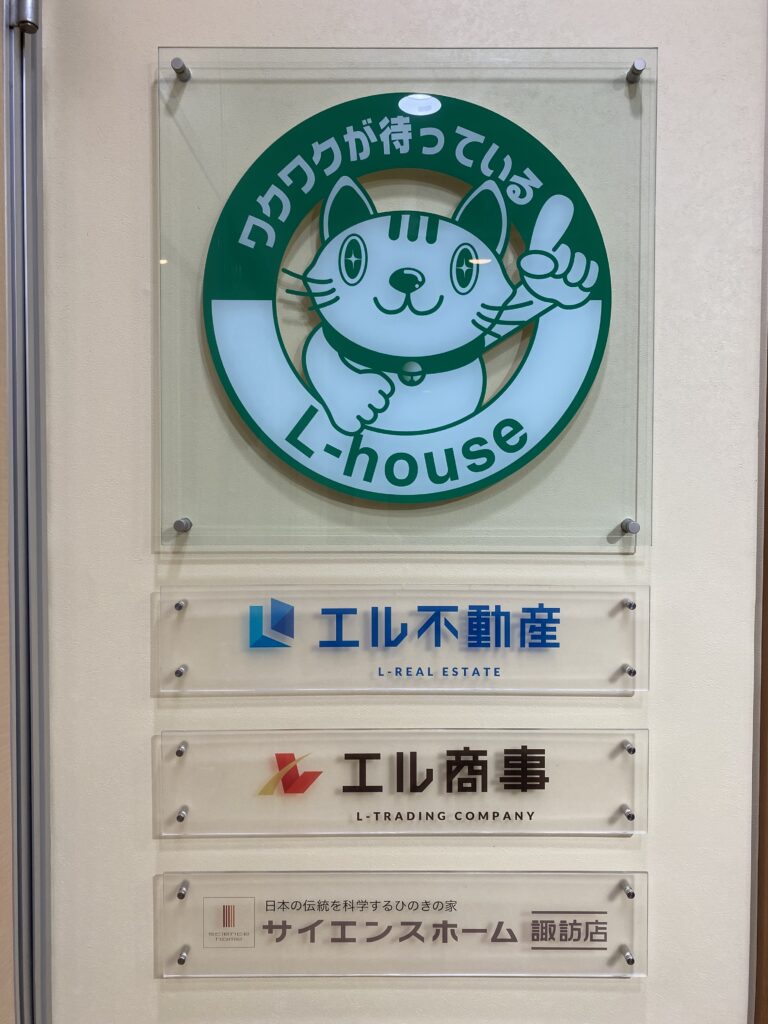 ワクワクが待っている
L-house
エル不動産
L-REAL ESTATE
エル商事
L-TRADING COMPANY
日本の伝統を科学するひのきの家
SCIENCE
HOME
サイエンスホーム 諏訪店